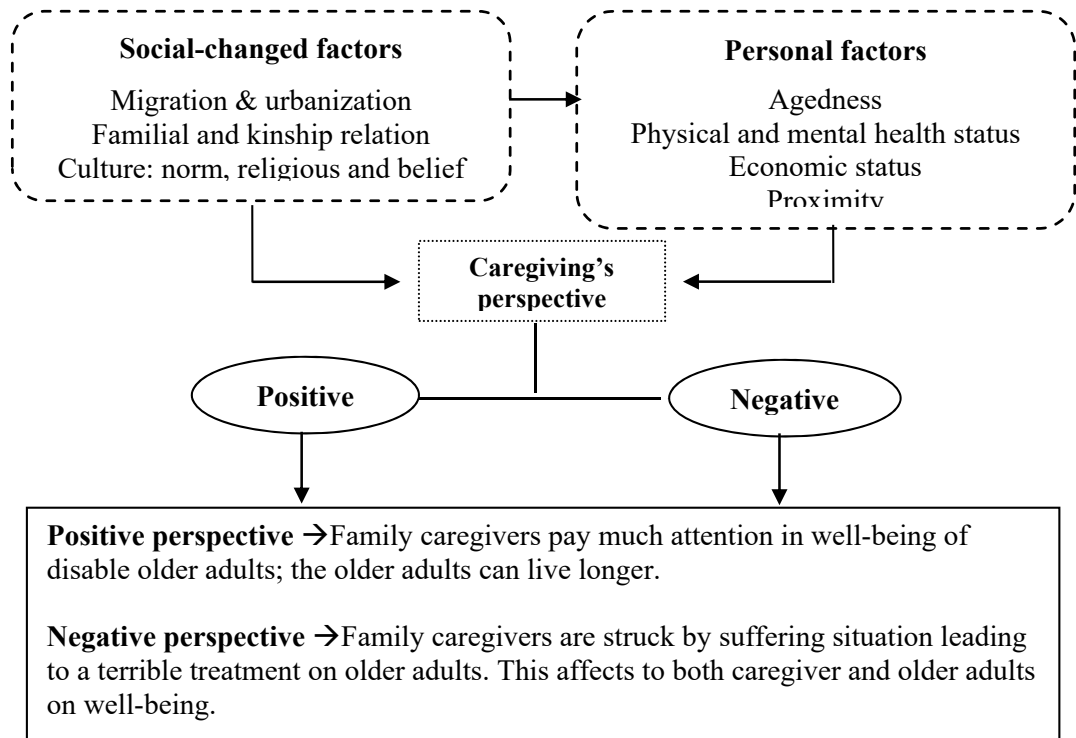 Social-changed factors
Migration & urbanization
Familial and kinship relation
Culture: norm, religious and belief
Personal factors
Agedness
Physical and mental health status
Economic status
Proximity
Caregiving's
perspective
Positive
Negative
Positive perspective →Family caregivers pay much attention in well-being of
disable older adults; the older adults can live longer.
Negative perspective →Family caregivers are struck by suffering situation leading
to a terrible treatment on older adults. This affects to both caregiver and older adults
on well-being.